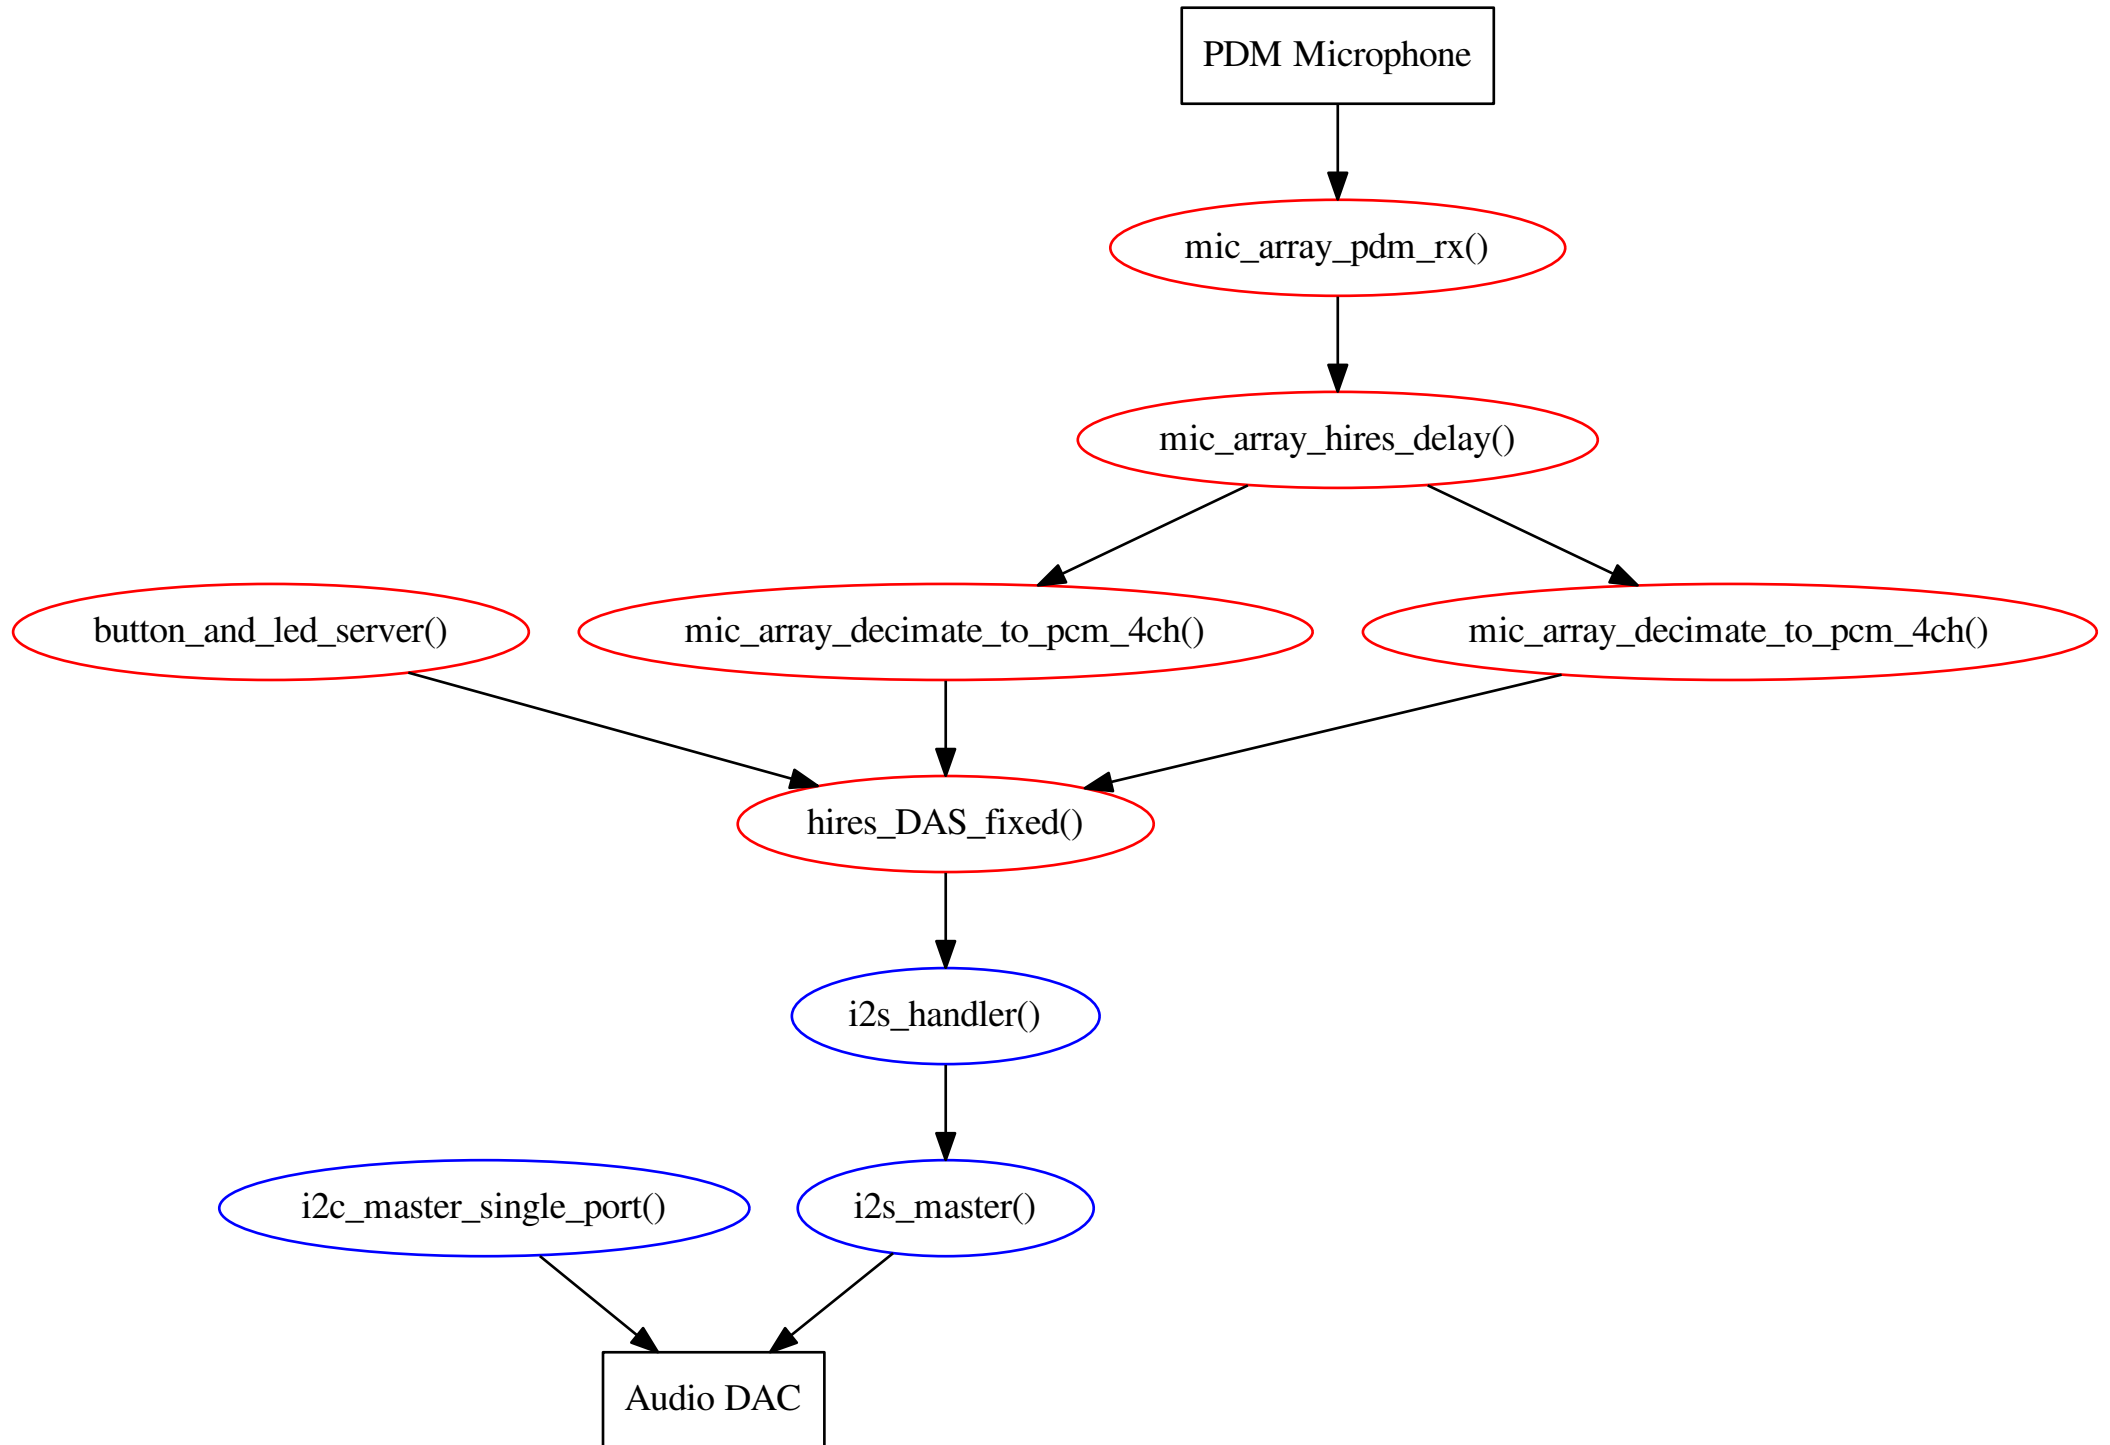 PDM Microphone
mic_array_pdm_rx()
mic_array_hires_delay()
button_and_led_server()
mic_array_decimate_to_pcm_4ch()
mic_array_decimate_to_pcm_4ch()
hires_DAS_fixed()
i2s_handler()
i2c_master_single_port()
i2s_master()
Audio DAC